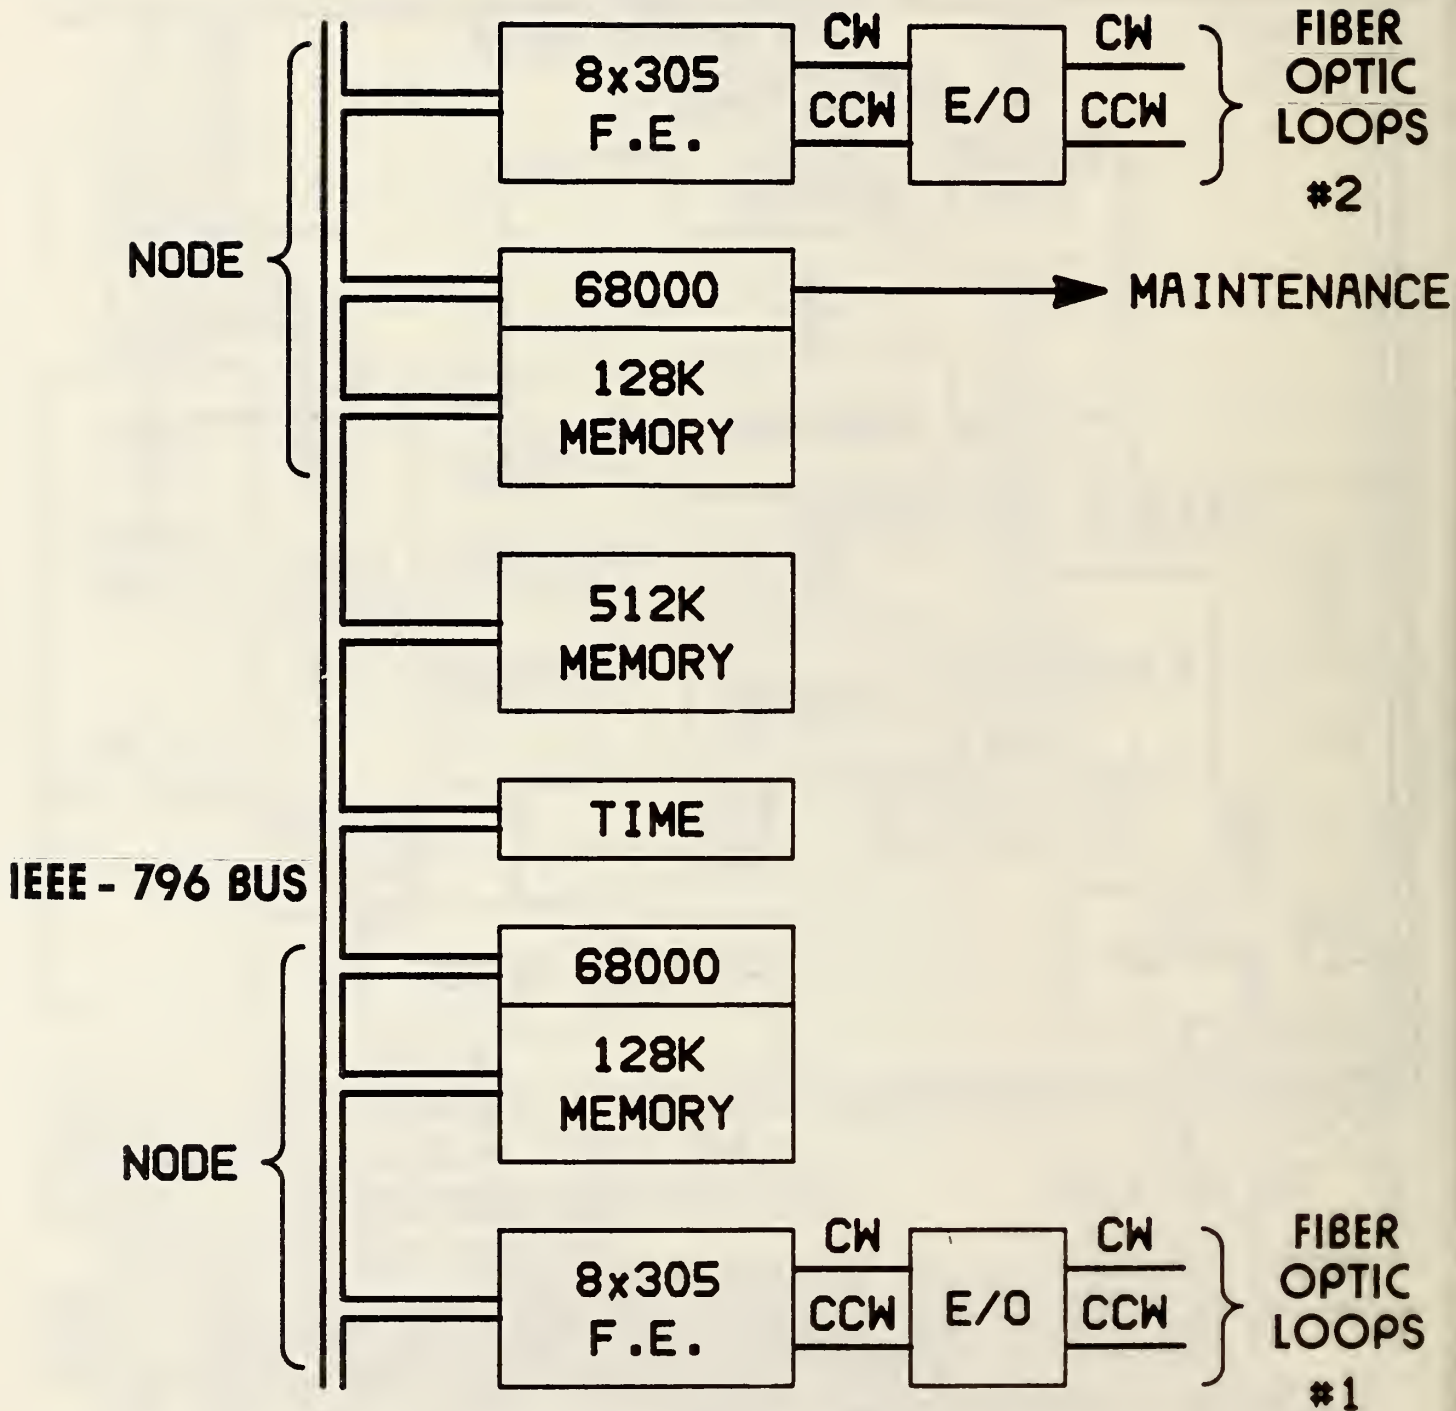 8x305
F.E.
CW
CCW
E/O
CW
CCW
FIBER
OPTIC
LOOPS
#2
NODE
68000
128K
MEMORY
MAINTENANCE
512K
MEMORY
TIME
IEEE - 796 BUS
68000
128K
MEMORY
NODE
8x305
F.E.
CW
CCW
E/O
CW
CCW
FIBER
OPTIC
LOOPS
#1